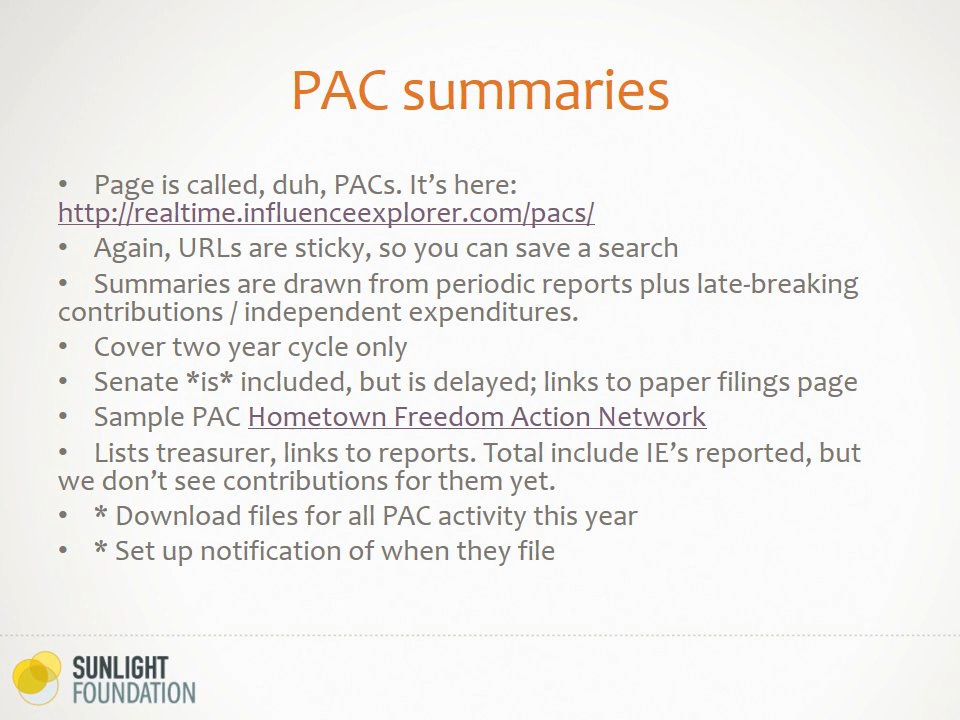 PAC summaries
• Page is called, duh, PACs. It’s here:
http://realtime.influenceexplorer.com/pacs/
• Again, URLs are sticky, so you can save a search
• Summaries are drawn from periodic reports plus late-breaking
contributions / independent expenditures.
• Cover two year cycle only
• Senate *is* included, but is delayed; links to paper filings page
• Sample PAC Hometown Freedom Action Network
• Lists treasurer, links to reports. Total include IE’s reported, but
we don’t see contributions for them yet.
• * Download files for all PAC activity this year
• * Set up notification of when they file
SUNLIGHT
FOUNDATION